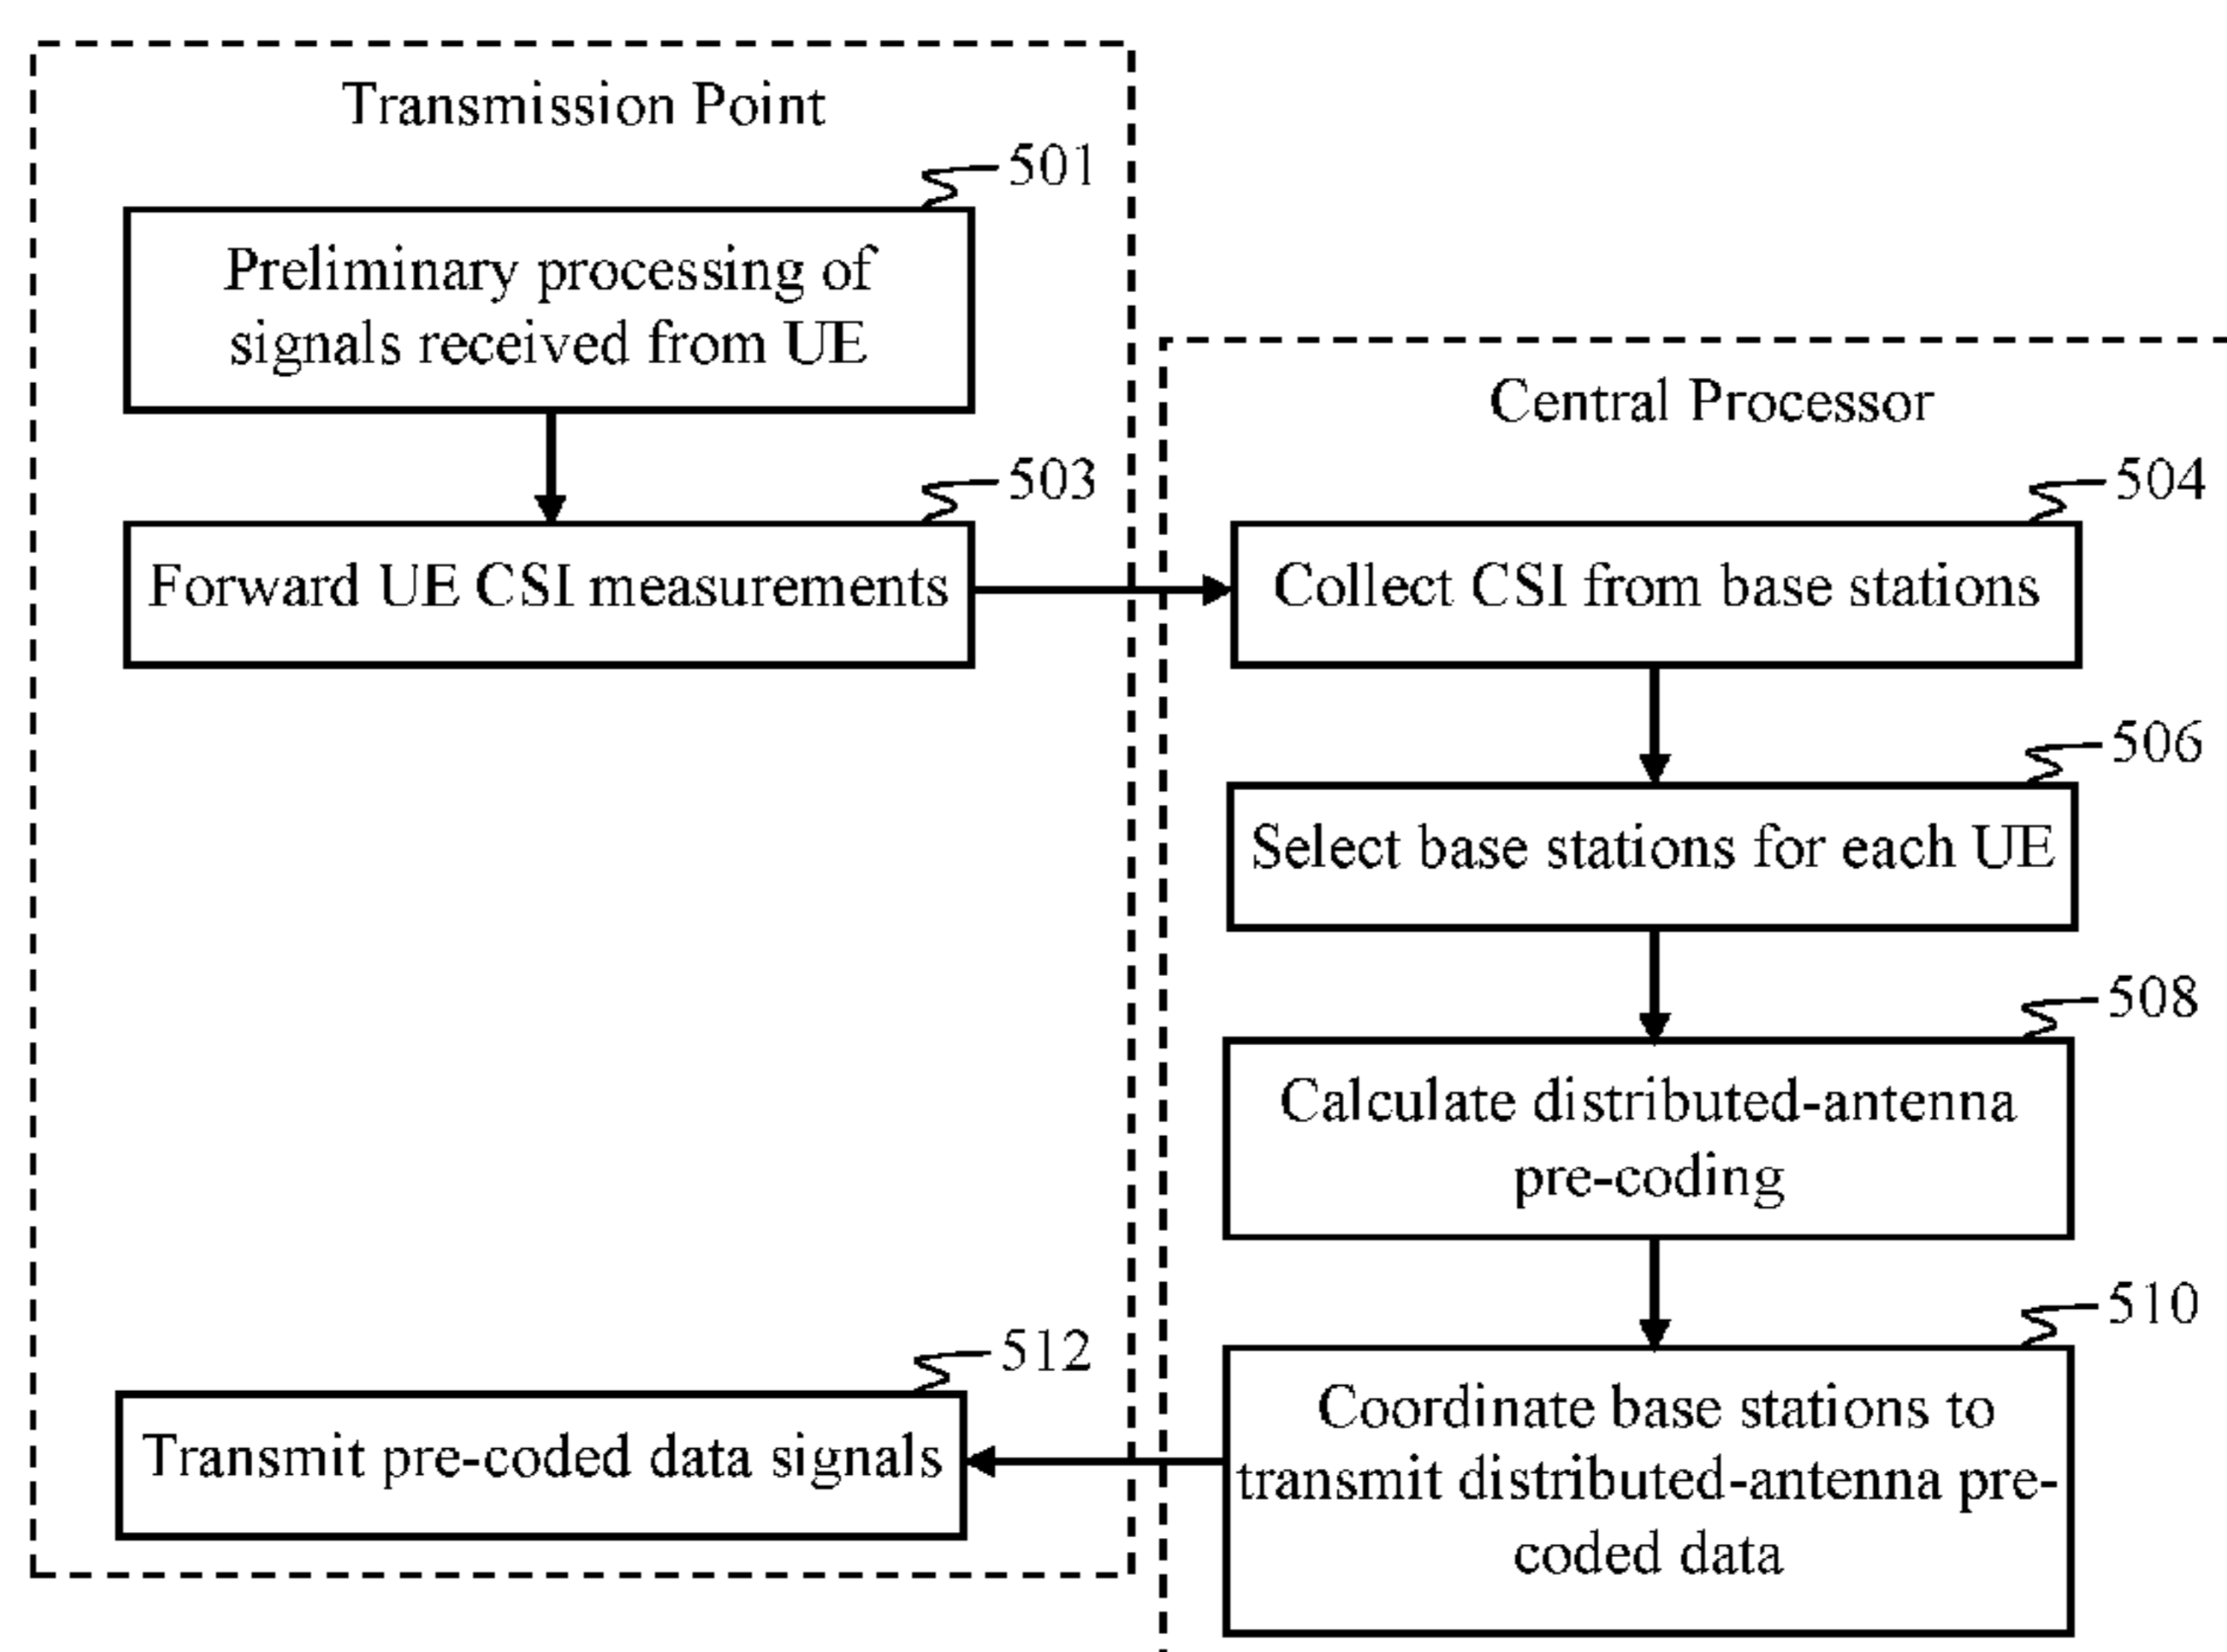 Transmission Point
501
Preliminary processing of
signals received from UE
503
Forward UE CSI measurements
Central Processor
504
Collect CSI from base stations
506
Select base stations for each UE
508
Calculate distributed-antenna
pre-coding
510
Coordinate base stations to
transmit distributed-antenna pre-
coded data
512
Transmit pre-coded data signals